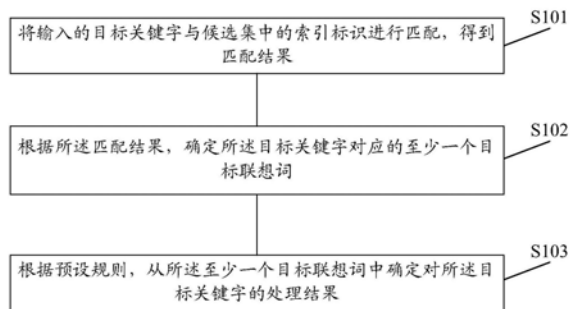 S101
将输入的目标关键字与候选集中的索引标识进行匹配，得到
匹配结果
S102
根据所述匹配结果，确定所述目标关键字对应的至少一个目
标联想词
S103
根据预设规则，从所述至少一个目标联想词中确定对所述目
标关键字的处理结果